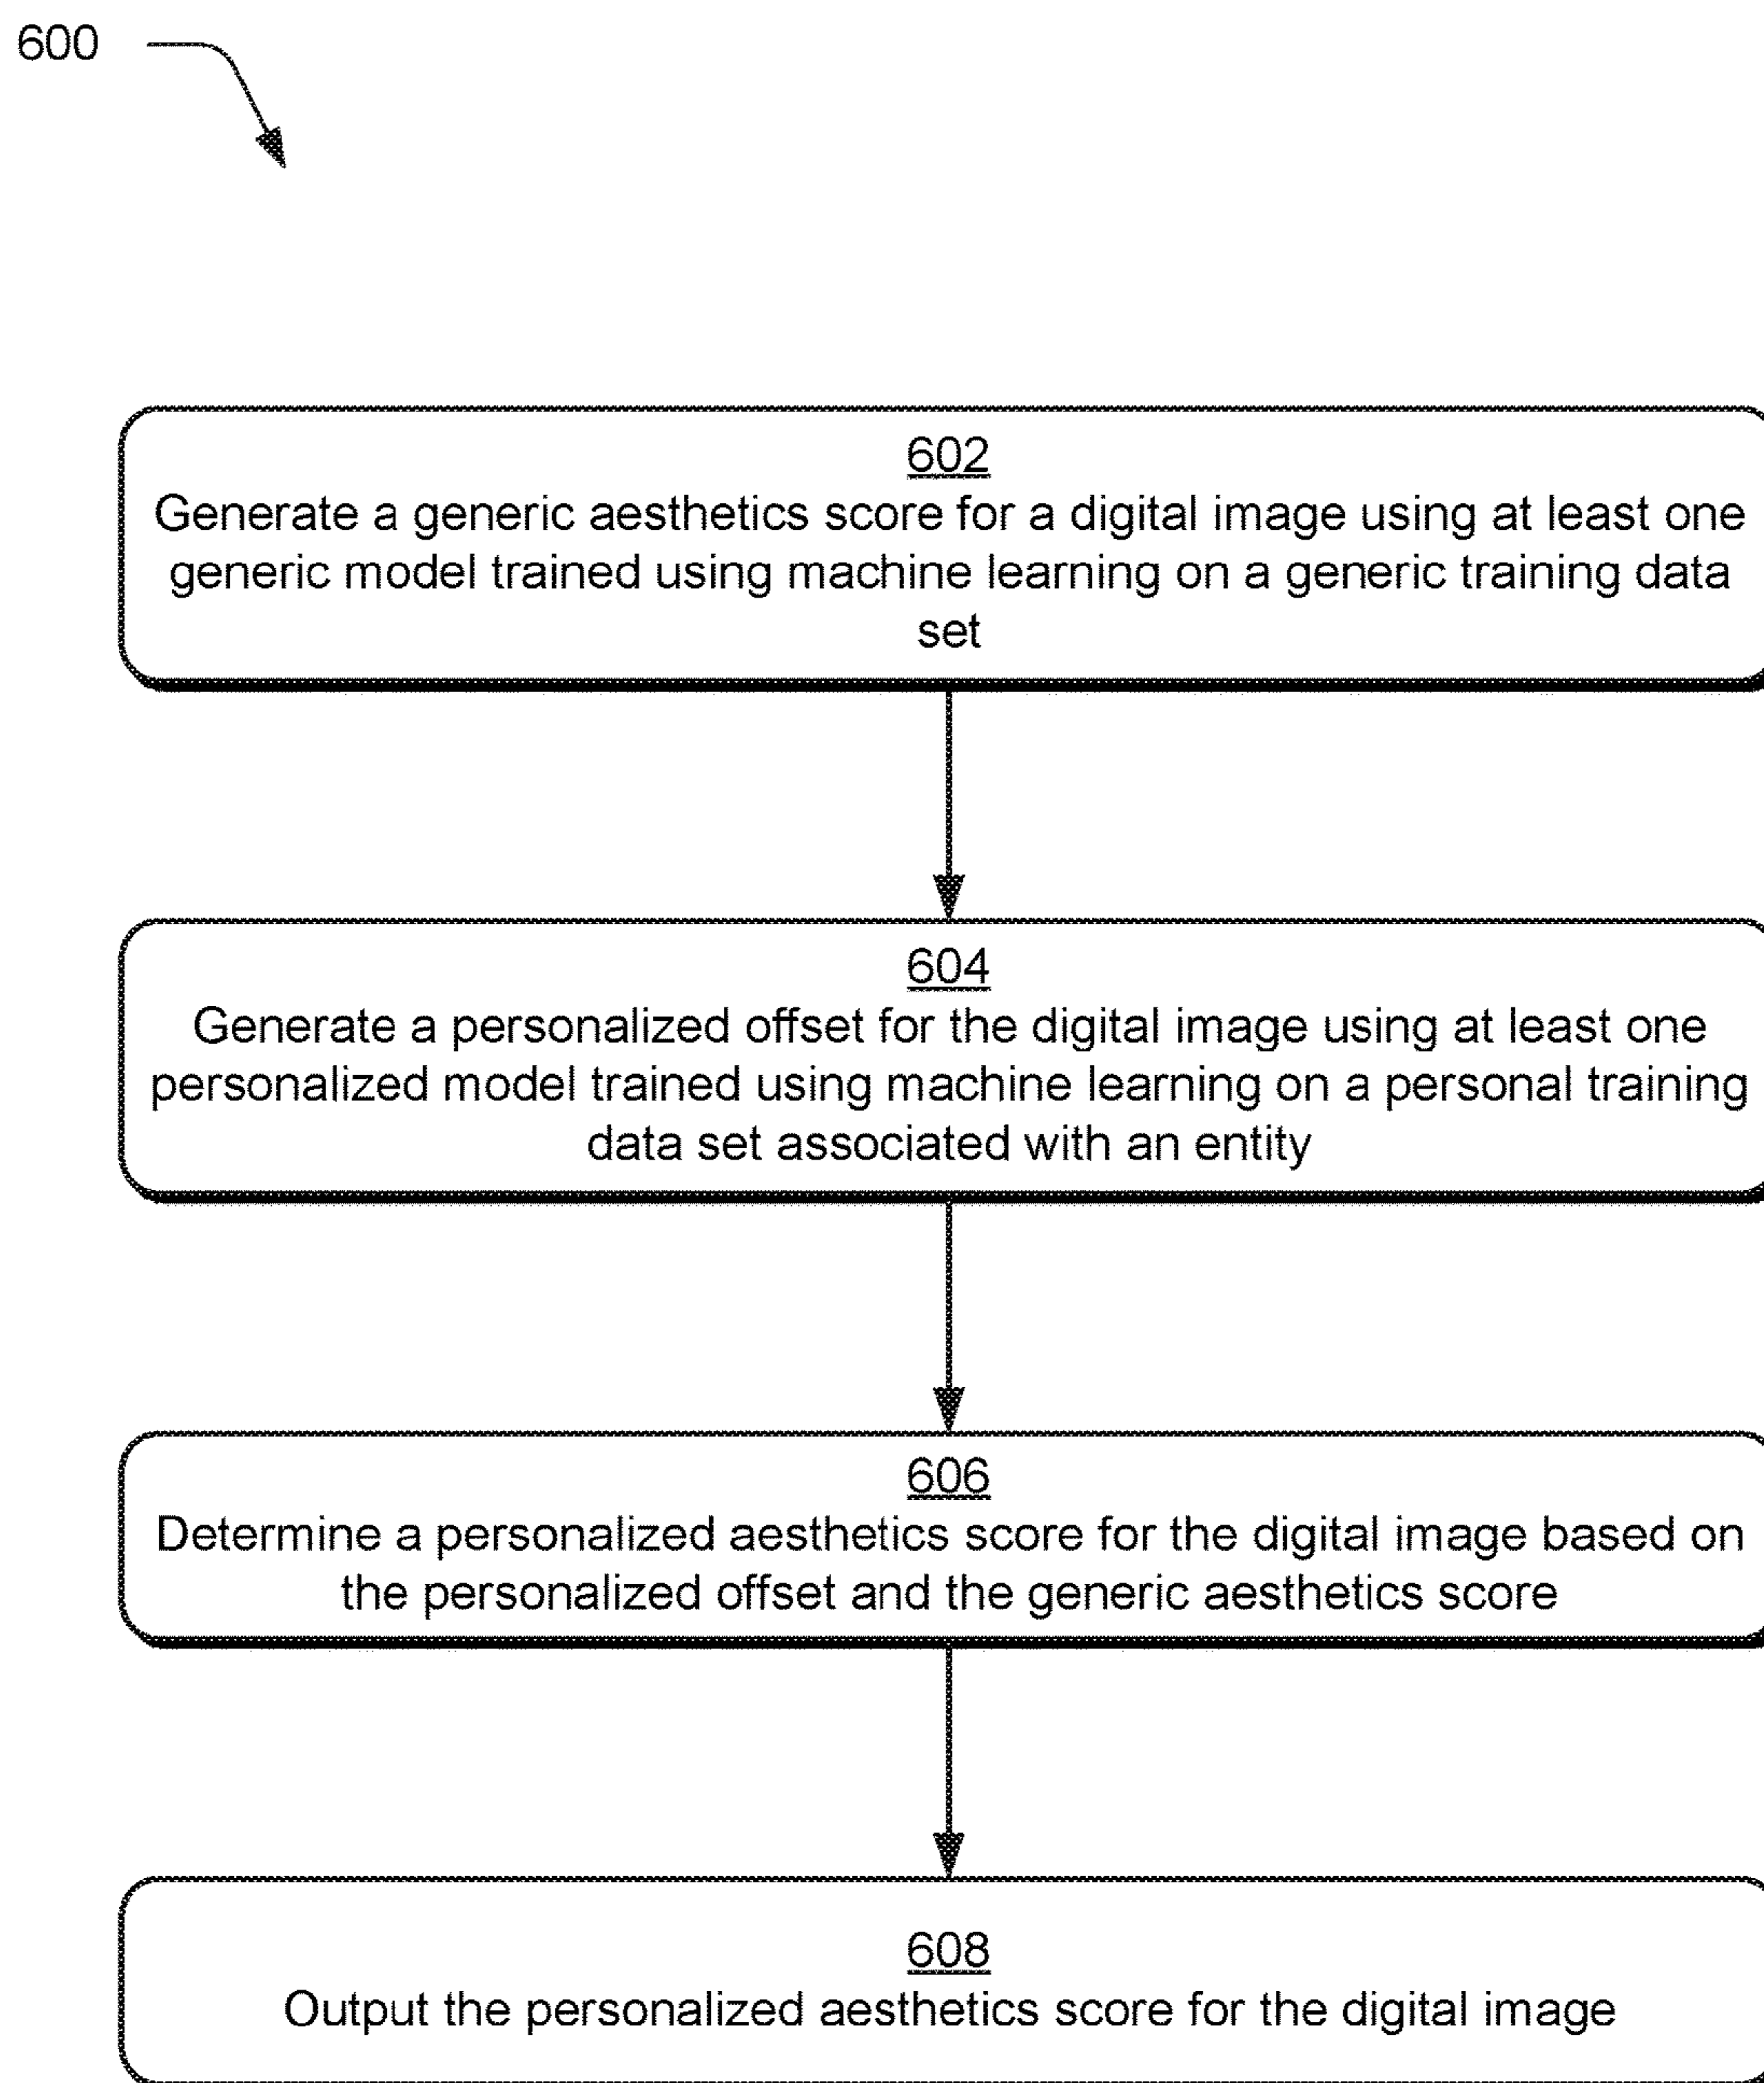 600
602
Generate a generic aesthetics score for a digital image using at least one
generic model trained using machine learning on a generic training data
set
604
Generate a personalized offset for the digital image using at least one
personalized model trained using machine learning on a personal training
data set associated with an entity
606
Determine a personalized aesthetics score for the digital image based on
the personalized offset and the generic aesthetics score
608
Output the personalized aesthetics score for the digital image